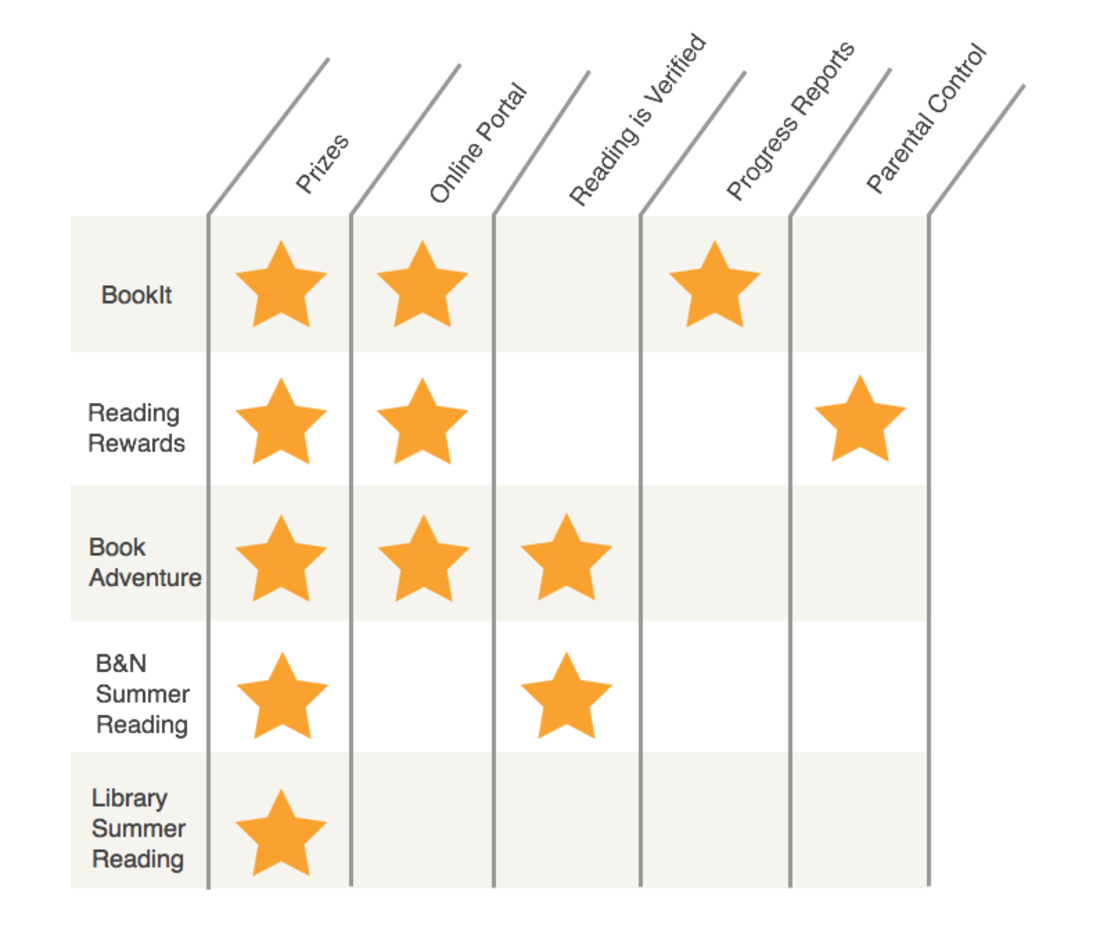 Prizes
Online Portal
Reading is Verified
Progress Reports
Parental Control
BookIt
Reading
Rewards
Book
Adventure
B&N
Summer
Reading
Library
Summer
Reading